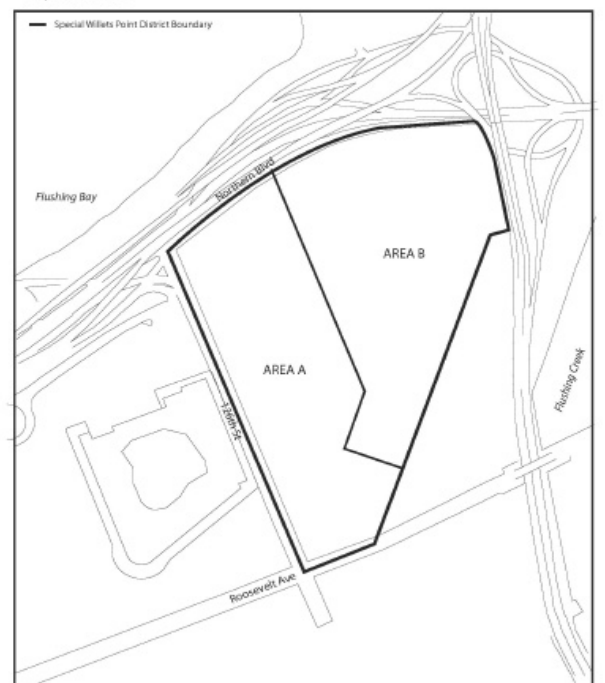 Special Willets Point District Boundary
Northern Blvd
Flushing Bay
AREA B
AREA A
Flushing Creek
126th St
Roosevelt Ave